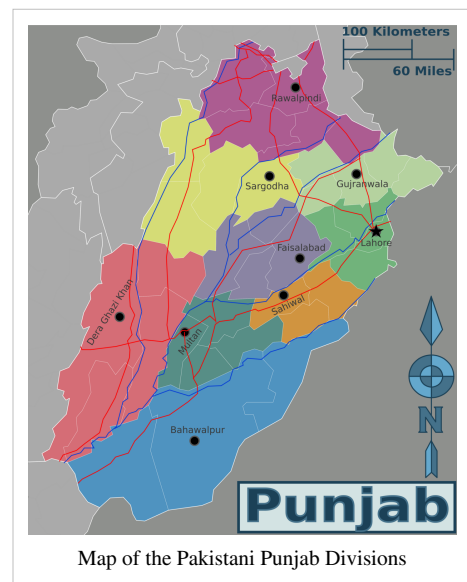 100 Kilometers
60 Miles
Rawalpindi
Sargodha
Gujranwala
Lahore
Faisalabad
Sahiwal
Dera Ghazi Khan
Multan
Bahawalpur
N
Punjab
Map of the Pakistani Punjab Divisions